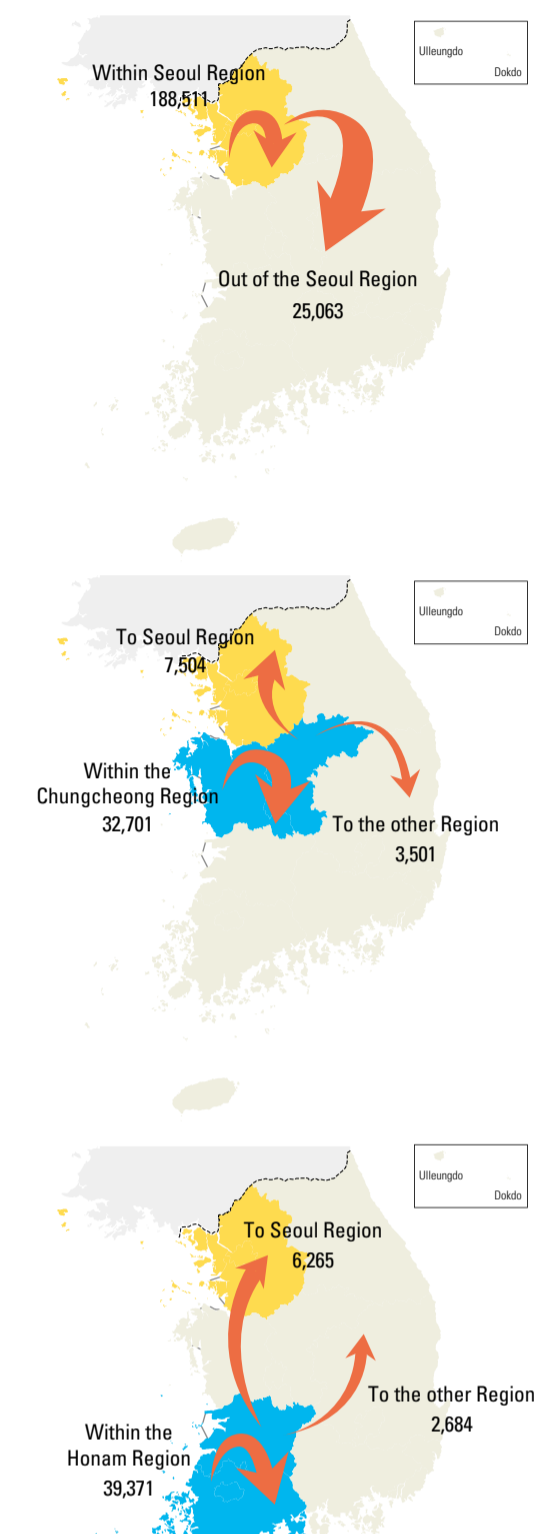 Ulleungdo
Dokdo
Within Seoul Region
188,511
Out of the Seoul Region
25,063
Ulleungdo
Dokdo
To Seoul Region
7,504
Within the
Chungcheong Region
32,701
To the other Region
3,501
Ulleungdo
Dokdo
To Seoul Region
6,265
To the other Region
2,684
Within the
Honam Region
39,371